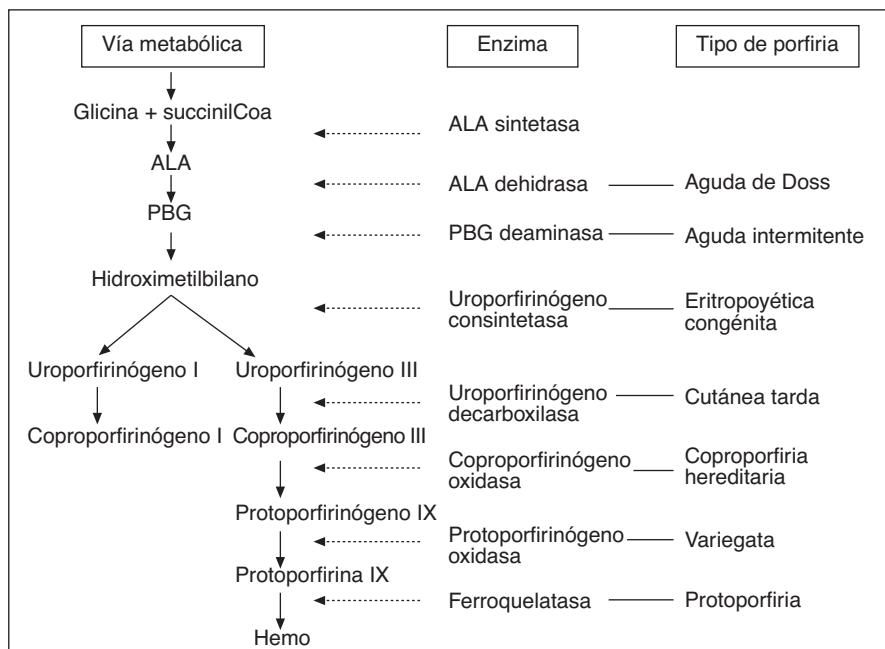 Vía metabólica
Enzima
Tipo de porfiria
Glicina + succinilCoa
ALA sintetasa
ALA
ALA dehidrasa
Aguda de Doss
PBG
PBG deaminasa
Aguda intermitente
Hidroximetilbilano
Uroporfirinógeno
consintetasa
Eritropoyética
congénita
Uroporfirinógeno I
Uroporfirinógeno III
Uroporfirinógeno
decarboxilasa
Cutánea tarda
Coproporfirinógeno I
Coproporfirinógeno III
Coproporfirinógeno
oxidasa
Coproporfiria
hereditaria
Protoporfirinógeno IX
Protoporfirinógeno
oxidasa
Variegata
Protoporfirina IX
Ferroquelatasa
Protoporfiria
Hemo